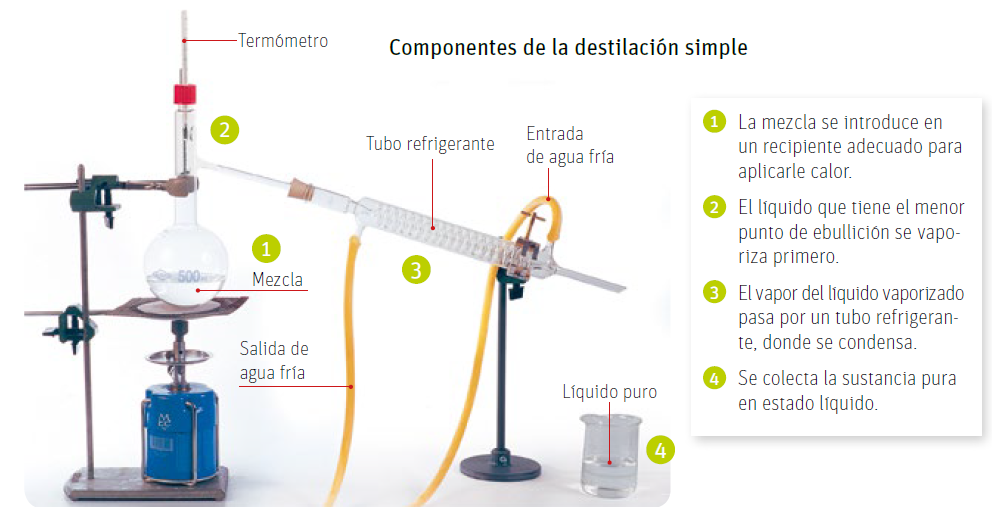 Termómetro
Componentes de la destilación simple
2
Tubo refrigerante
Entrada
de agua fría
1
Mezcla
500
3
Salida de
agua fría
Líquido puro
4
1 La mezcla se introduce en
un recipiente adecuado para
aplicarle calor.
2 El líquido que tiene el menor
punto de ebullición se vapo-
riza primero.
3 El vapor del líquido vaporizado
pasa por un tubo refrigeran-
te, donde se condensa.
4 Se colecta la sustancia pura
en estado líquido.